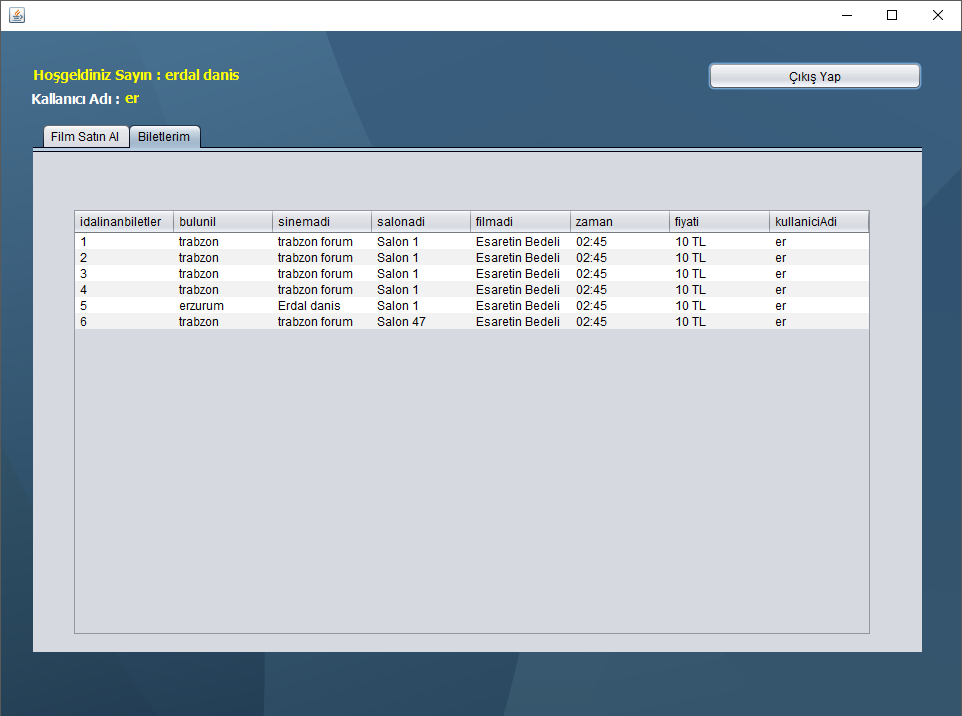 Hoşgeldiniz Sayın : erdal danis
Çıkış Yap
Kallanıcı Adı : er
Film Satın Al Biletlerim
idalinanbiletler bulunil sinemadi salonadi filmadi zaman fiyati kullaniciAdi
1 trabzon trabzon forum Salon 1 Esaretin Bedeli 02:45 10 TL er
2 trabzon trabzon forum Salon 1 Esaretin Bedeli 02:45 10 TL er
3 trabzon trabzon forum Salon 1 Esaretin Bedeli 02:45 10 TL er
4 trabzon trabzon forum Salon 1 Esaretin Bedeli 02:45 10 TL er
5 erzurum Erdal danis Salon 1 Esaretin Bedeli 02:45 10 TL er
6 trabzon trabzon forum Salon 47 Esaretin Bedeli 02:45 10 TL er